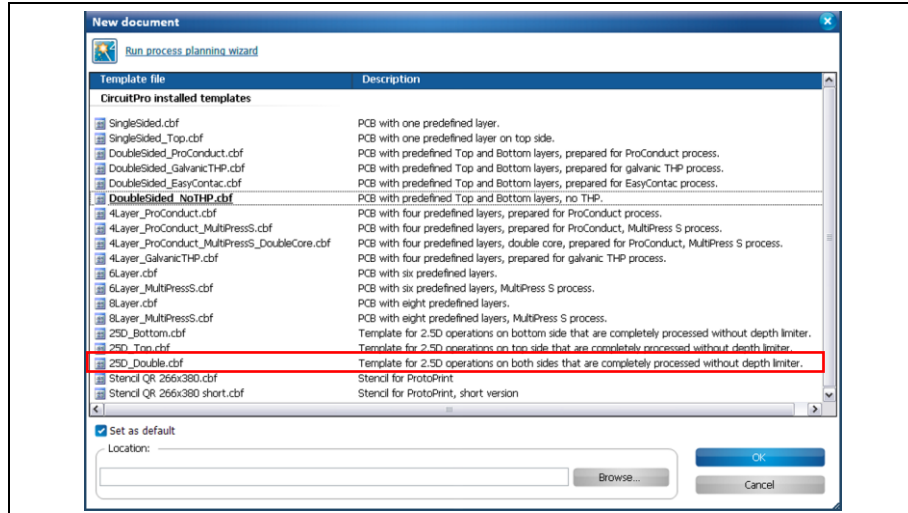 New document
Run process planning wizard
Template file Description
CircuitPro installed templates
SingleSided.cbf PCB with one predefined layer.
SingleSided_Top.cbf PCB with one predefined layer on top side.
DoubleSided_ProConduct.cbf PCB with predefined Top and Bottom layers, prepared for ProConduct process.
DoubleSided_GalvanicTHP.cbf PCB with predefined Top and Bottom layers, prepared for galvanic THP process.
DoubleSided_EasyContac.cbf PCB with predefined Top and Bottom layers, prepared for EasyContac process.
DoubleSided_NoTHP.cbf PCB with predefined Top and Bottom layers, no THP.
4Layer_ProConduct.cbf PCB with four predefined layers, prepared for ProConduct process.
4Layer_ProConduct_MultiPressS.cbf PCB with four predefined layers, prepared for ProConduct, MultiPress S process.
4Layer_ProConduct_MultiPressS_DoubleCore.cbf PCB with four predefined layers, double core, prepared for ProConduct, MultiPress S process.
4Layer_GalvanicTHP.cbf PCB with four predefined layers, prepared for galvanic THP process.
6Layer.cbf PCB with six predefined layers.
6Layer_MultiPressS.cbf PCB with six predefined layers, MultiPress S process.
8Layer.cbf PCB with eight predefined layers.
8Layer_MultiPressS.cbf PCB with eight predefined layers, MultiPress S process.
25D_Bottom.cbf Template for 2.5D operations on bottom side that are completely processed without depth limiter.
25D_Top.cbf Template for 2.5D operations on top side that are completely processed without depth limiter.
25D_Double.cbf Template for 2.5D operations on both sides that are completely processed without depth limiter.
Stencil QR 266x380.cbf Stencil for ProtoPrint
Stencil QR 266x380 short.cbf Stencil for ProtoPrint, short version
Set as default
Location:
OK
Browse...
Cancel